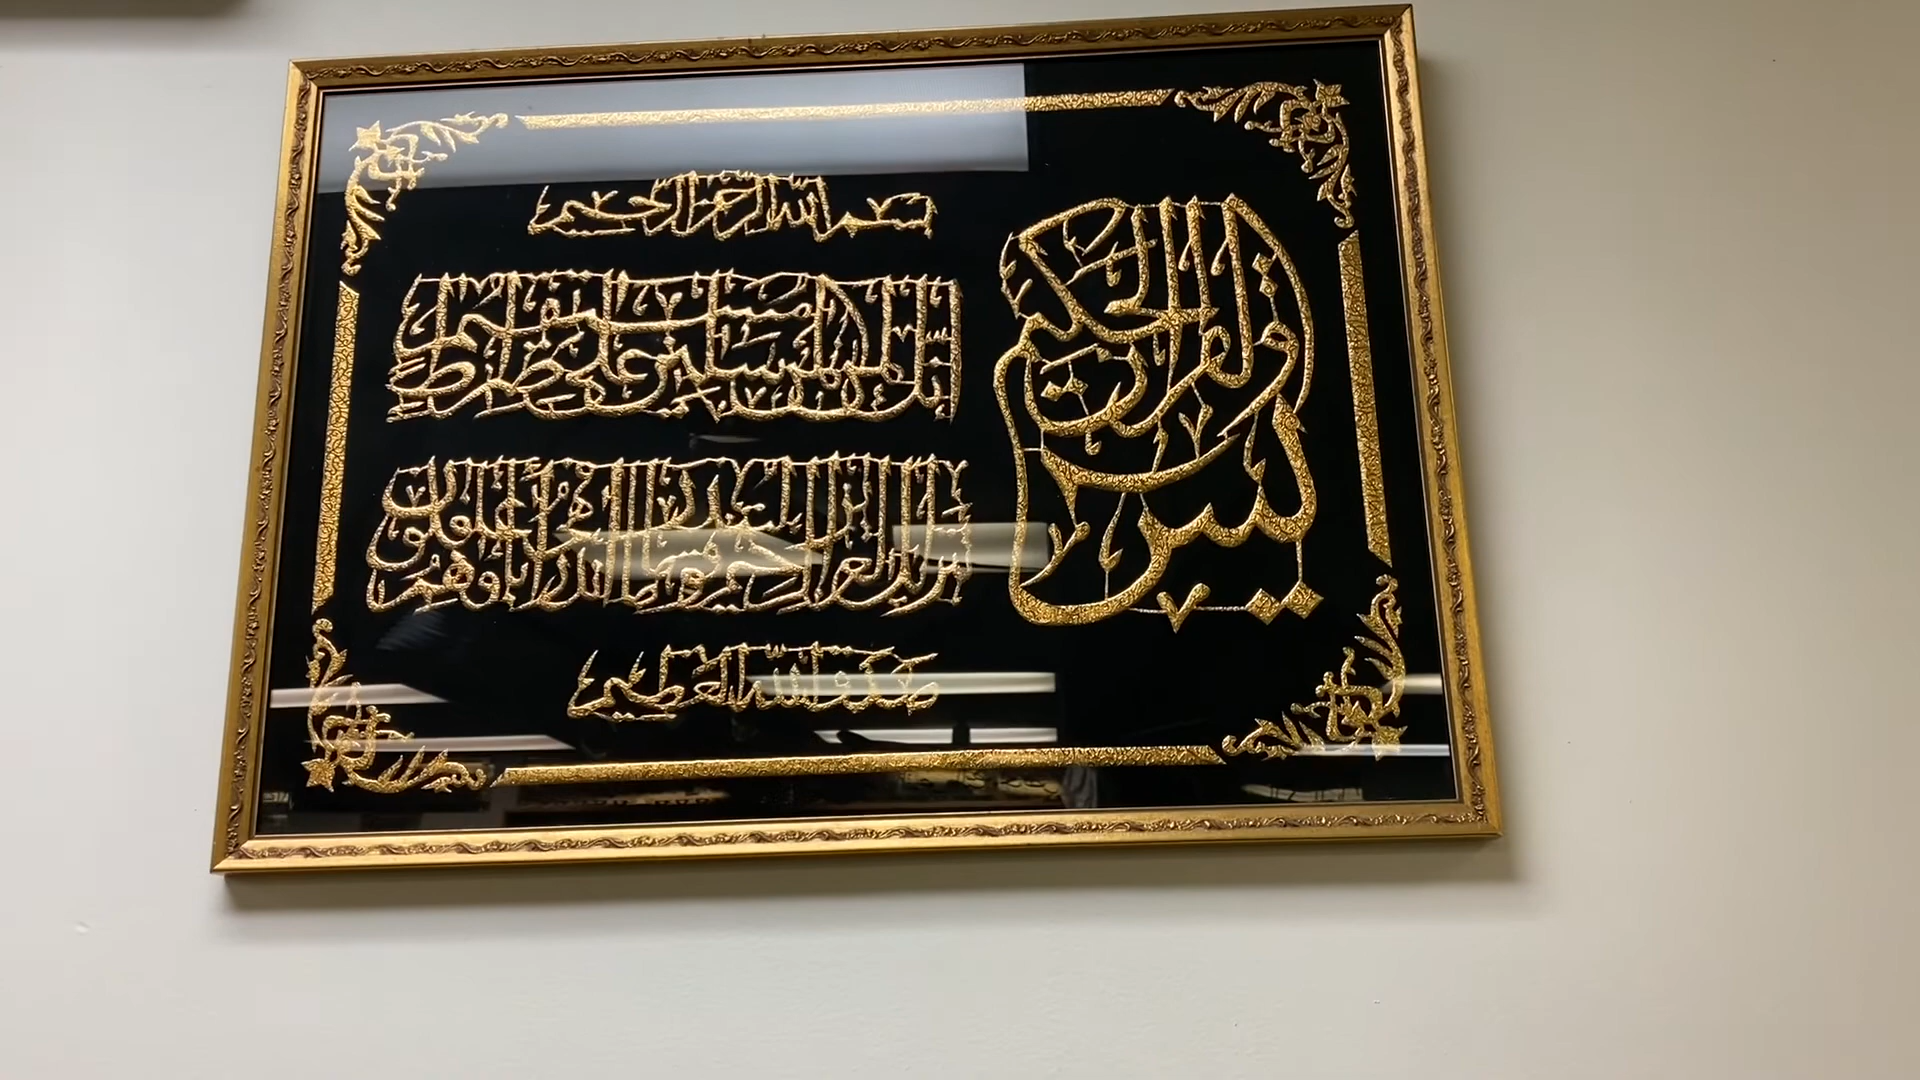 بسم الله الرحمن الرحيم
يس والقرآن الحكيم
إنك لمن المرسلين على صراط مستقيم
تنزيل العزيز الرحيم لتنذر قوما ما أنذر آباؤهم فهم غافلون
صدق الله العظيم